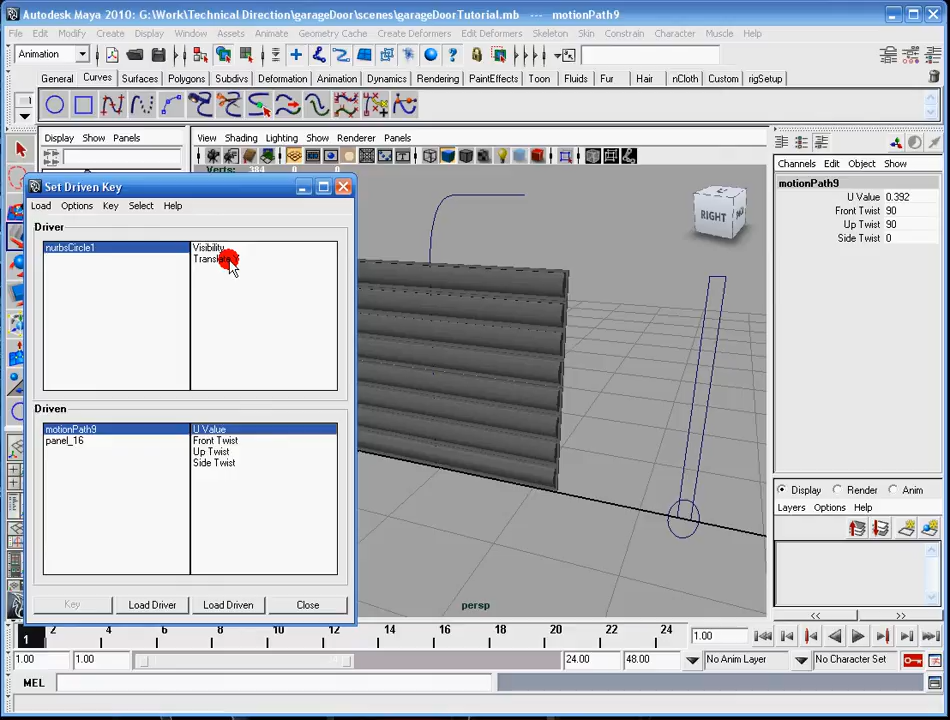 Autodesk Maya 2010: G:\Work\Technical Direction\garageDoor\scenes\garageDoorTutorial.mb --- motionPath9
File Edit Modify Create Display Window Assets Animate Geometry Cache Create Deformers Edit Deformers Skeleton Skin Constrain Character Muscle Help
Animation
General Curves Surfaces Polygons Subdivs Deformation Animation Dynamics Rendering PaintEffects Toon Fluids Fur Hair nCloth Custom rigSetup
Display Show Panels
View Shading Lighting Show Renderer Panels
Verts: 384
Set Driven Key
Load Options Key Select Help
Driver
nurbsCircle1
Visibility
Driven
motionPath9
panel_16
U Value
Front Twist
Up Twist
Side Twist
Key Load Driver Load Driven Close
RIGHT
persp
Channels Edit Object Show
motionPath9
U Value 0.392
Front Twist 90
Up Twist 90
Side Twist 0
Display Render Anim
Layers Options Help
<< >>
1 2 4 6 8 10 12 14 16 18 20 22 24
1.00
1.00 1.00 24.00 48.00 No Anim Layer No Character Set
MEL